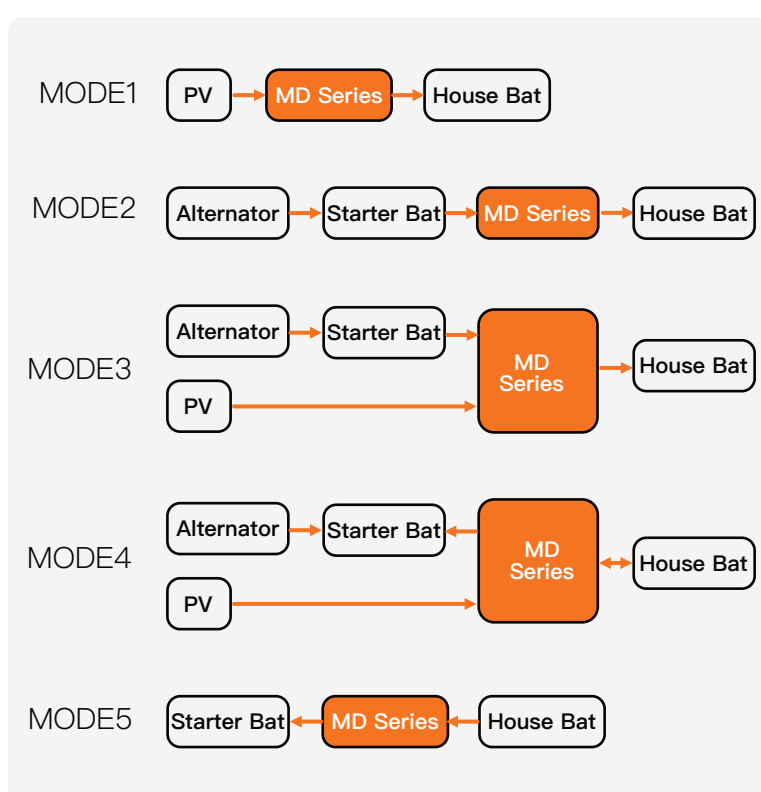 MODE1 PV MD Series House Bat
MODE2 Alternator Starter Bat MD Series House Bat
Alternator Starter Bat
MODE3 MD Series House Bat
PV
Alternator Starter Bat
MODE4 MD Series House Bat
PV
MODE5 Starter Bat MD Series House Bat